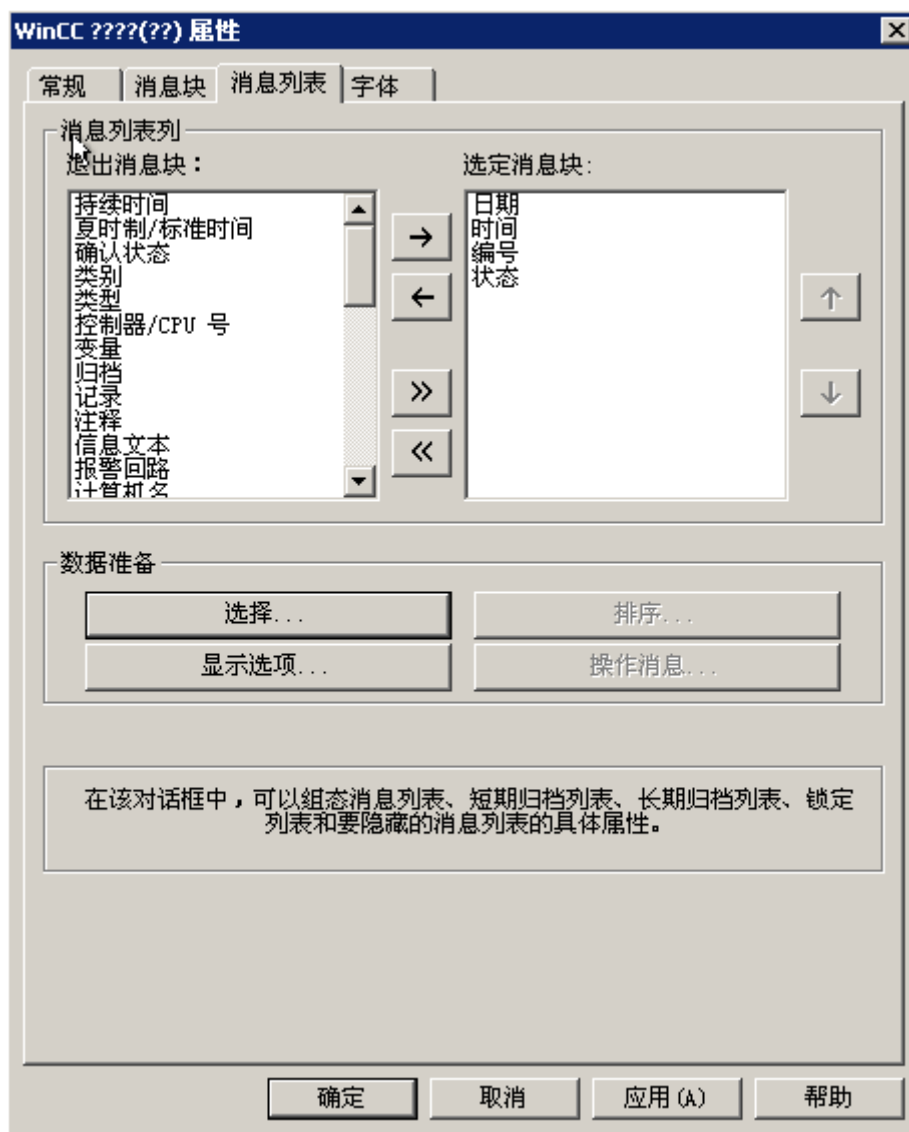 WinCC ????(??) 属性
常规 消息块 消息列表 字体
消息列表列
退出消息块：
选定消息块:
持续时间
夏时制/标准时间
确认状态
类别
类型
控制器/CPU 号
变量
归档
记录
注释
信息文本
报警回路
计算机名
日期
时间
编号
状态
数据准备
选择...
排序...
显示选项...
操作消息...
在该对话框中，可以组态消息列表、短期归档列表、长期归档列表、锁定
列表和要隐藏的消息列表的具体属性。
确定 取消 应用(A) 帮助